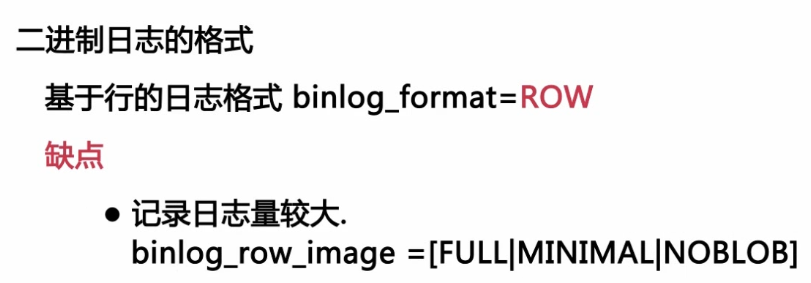 二进制日志的格式
基于行的日志格式 binlog_format=ROW
缺点
• 记录日志量较大.
binlog_row_image =[FULL|MINIMAL|NOBLOB]